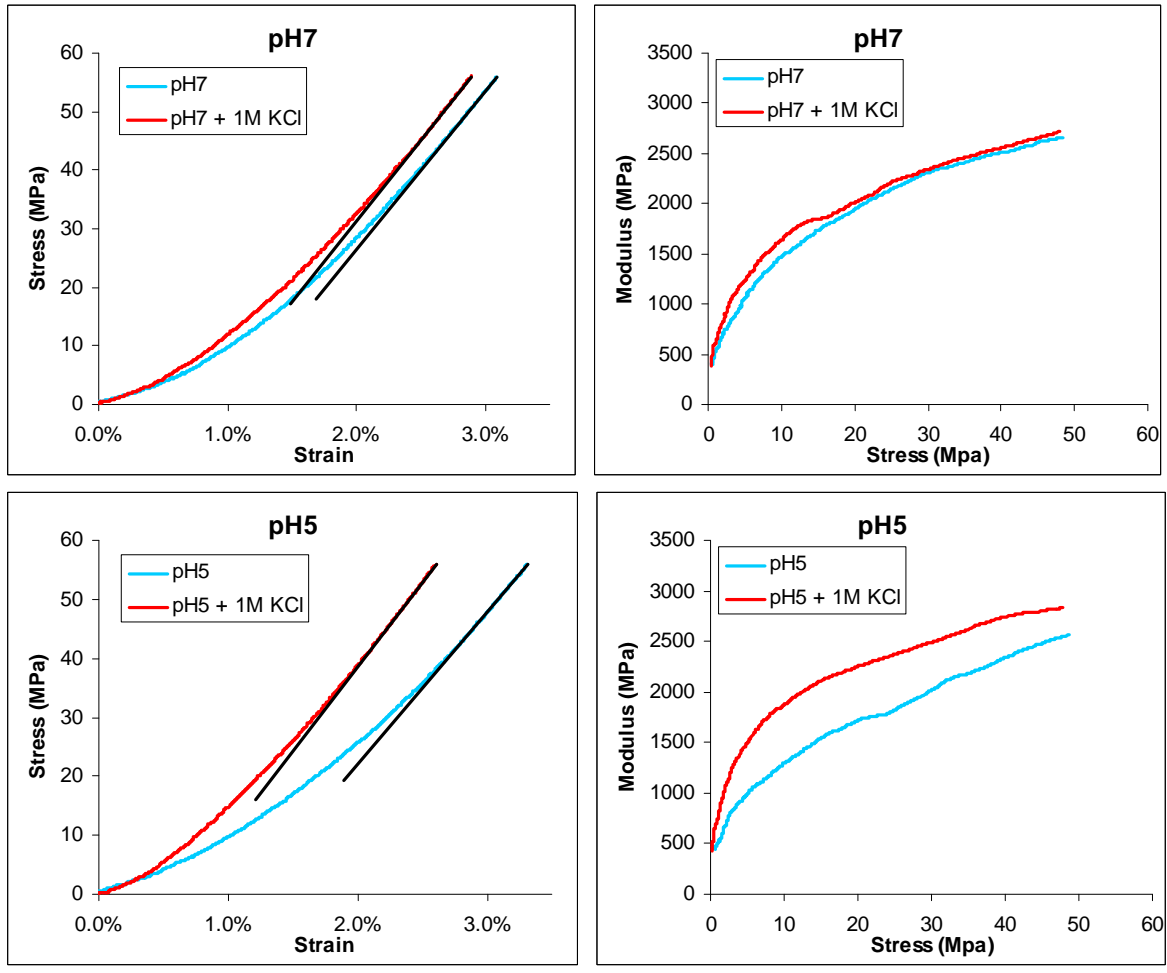 pH7
60
50
40
30
20
10
0
Stress (MPa)
pH7
pH7 + 1M KCl
0.0%
1.0%
2.0%
3.0%
Strain
pH7
3500
3000
2500
2000
1500
1000
500
0
Modulus (MPa)
pH7
pH7 + 1M KCl
0
10
20
30
40
50
60
Stress (Mpa)
pH5
60
50
40
30
20
10
0
Stress (MPa)
pH5
pH5 + 1M KCl
0.0%
1.0%
2.0%
3.0%
Strain
pH5
3500
3000
2500
2000
1500
1000
500
0
Modulus (MPa)
pH5
pH5 + 1M KCl
0
10
20
30
40
50
60
Stress (Mpa)